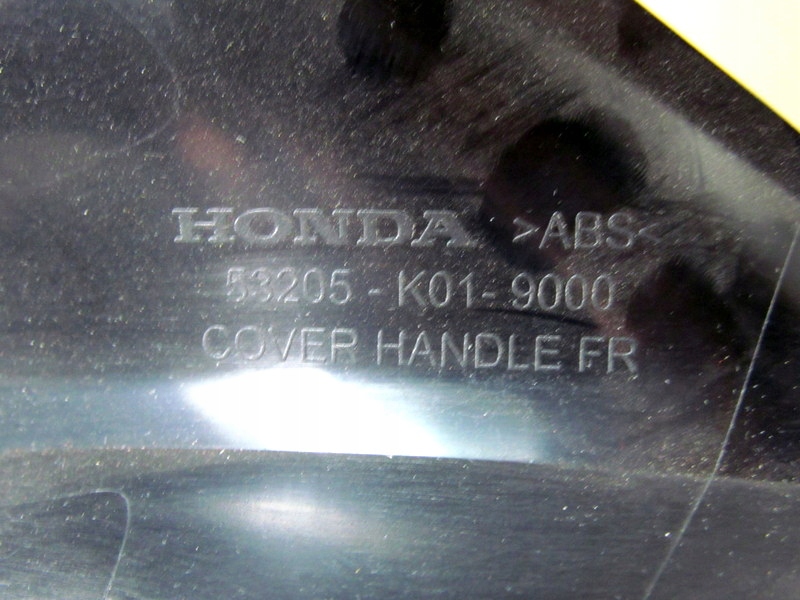 HONDA >ABS<
53205-K01-9000
COVER HANDLE FR